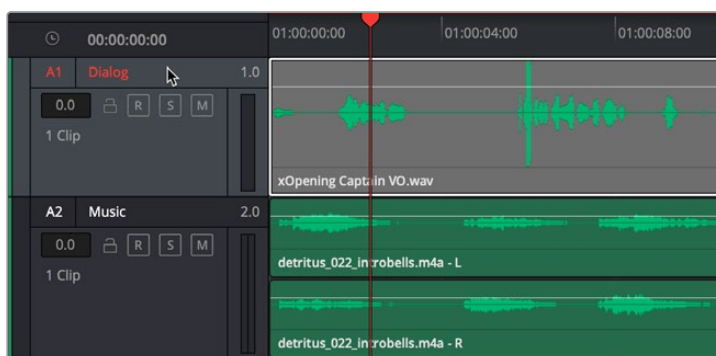 00:00:00:00
01:00:00:00 01:00:04:00 01:00:08:00
A1 Dialog 1.0
0.0 R S M
1 Clip
xOpening Captain VO.wav
A2 Music 2.0
0.0 R S M
1 Clip
detritus_022_introbells.m4a - L
detritus_022_introbells.m4a - R